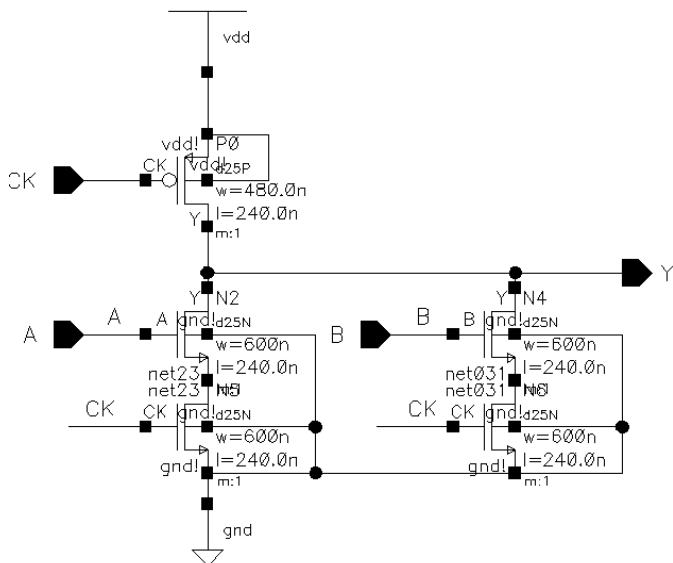 vdd
vdd! P0
CK CK vdd! d25P
w=480.0n
Y l=240.0n
m:1
Y
Y N2 Y N4
A A A gnd! d25N B B B gnd! d25N
w=600n w=600n
l=240.0n l=240.0n
net23 net031
net23 net031
CK CK gnd! d25N CK CK gnd! d25N
w=600n w=600n
l=240.0n l=240.0n
gnd! m:1 gnd! m:1
gnd